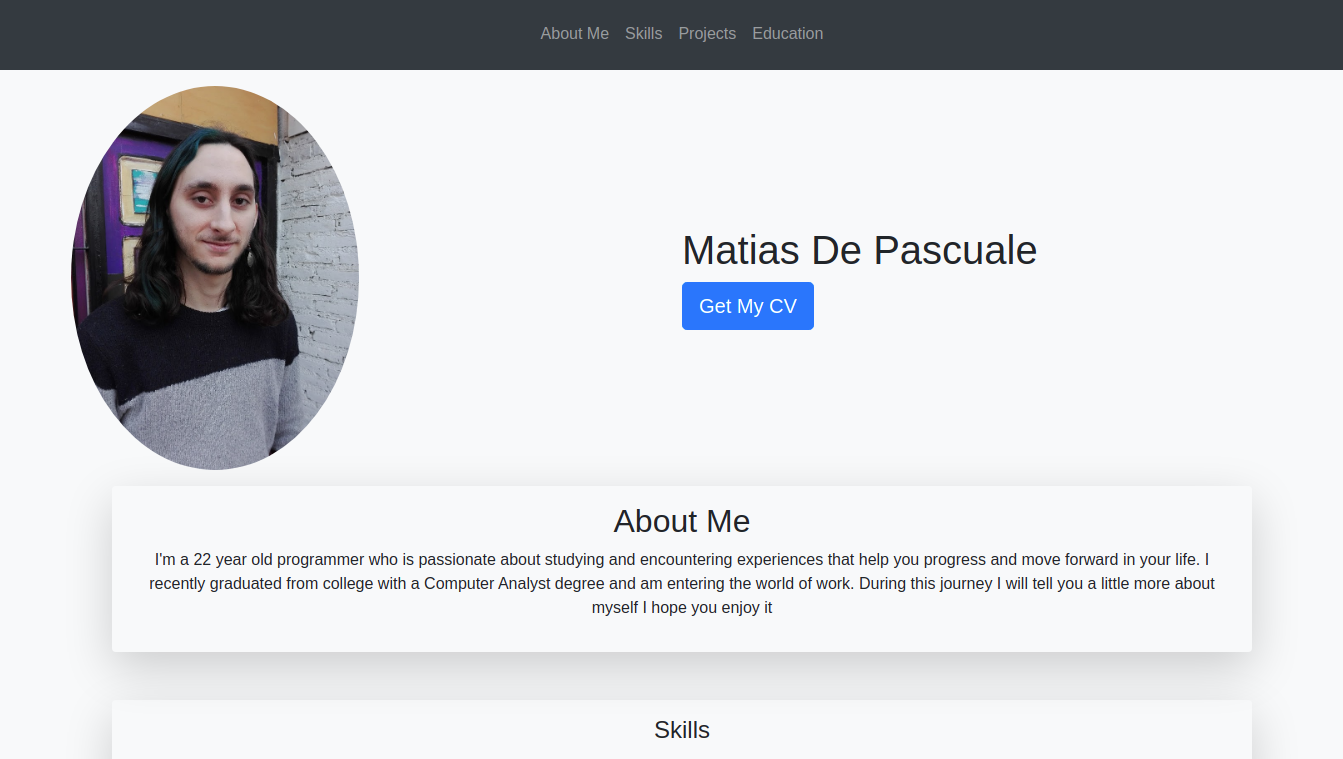 About Me Skills Projects Education
Matias De Pascuale
Get My CV
About Me
I'm a 22 year old programmer who is passionate about studying and encountering experiences that help you progress and move forward in your life. I
recently graduated from college with a Computer Analyst degree and am entering the world of work. During this journey I will tell you a little more about
myself I hope you enjoy it
Skills